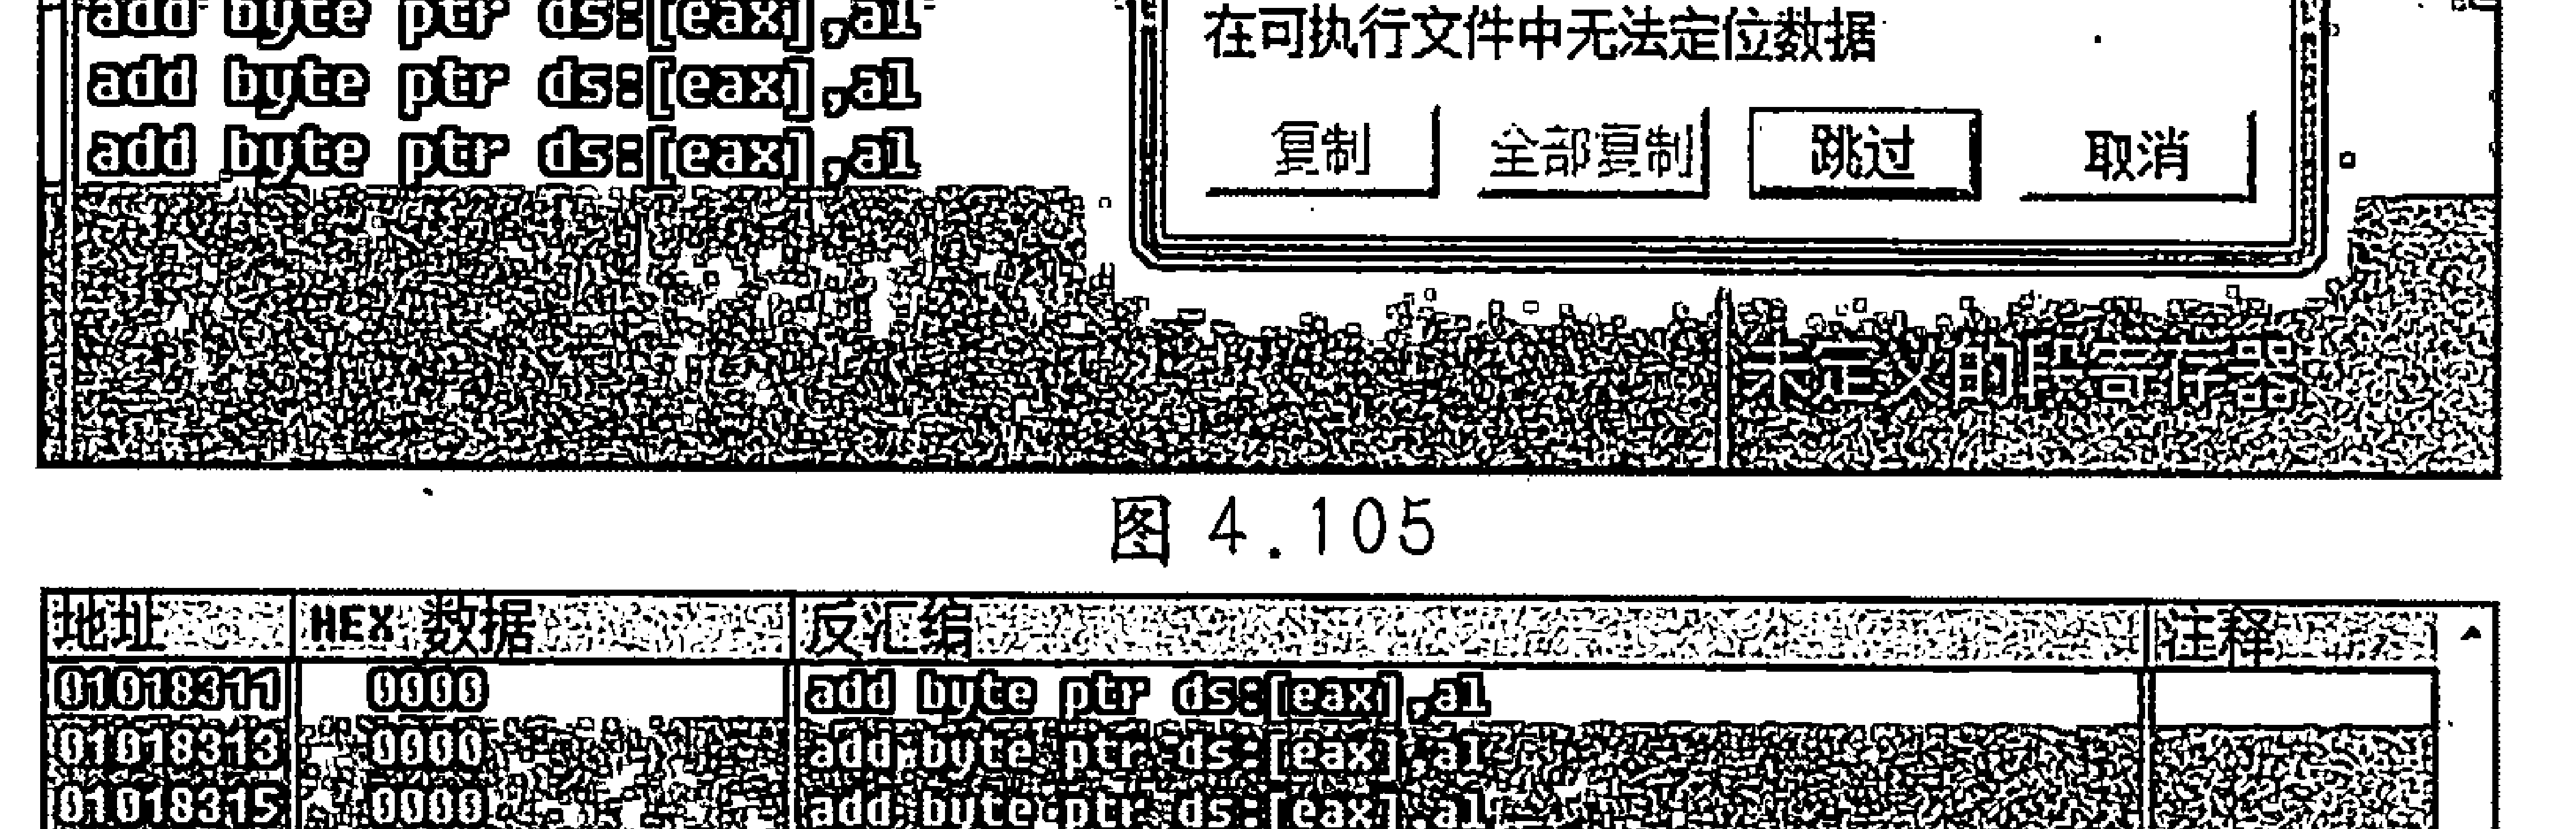 add byte ptr ds:[eax],al
add byte ptr ds:[eax],al
add byte ptr ds:[eax],al
在可执行文件中无法定位数据
复制 全部复制 跳过 取消
未定义的段寄存器
图 4.105
地址 HEX 数据 反汇编 注释
01018311 0000 add byte ptr ds:[eax],al
01018313 0000 add byte ptr ds:[eax],al
01018315 0000 add byte ptr ds:[eax],al